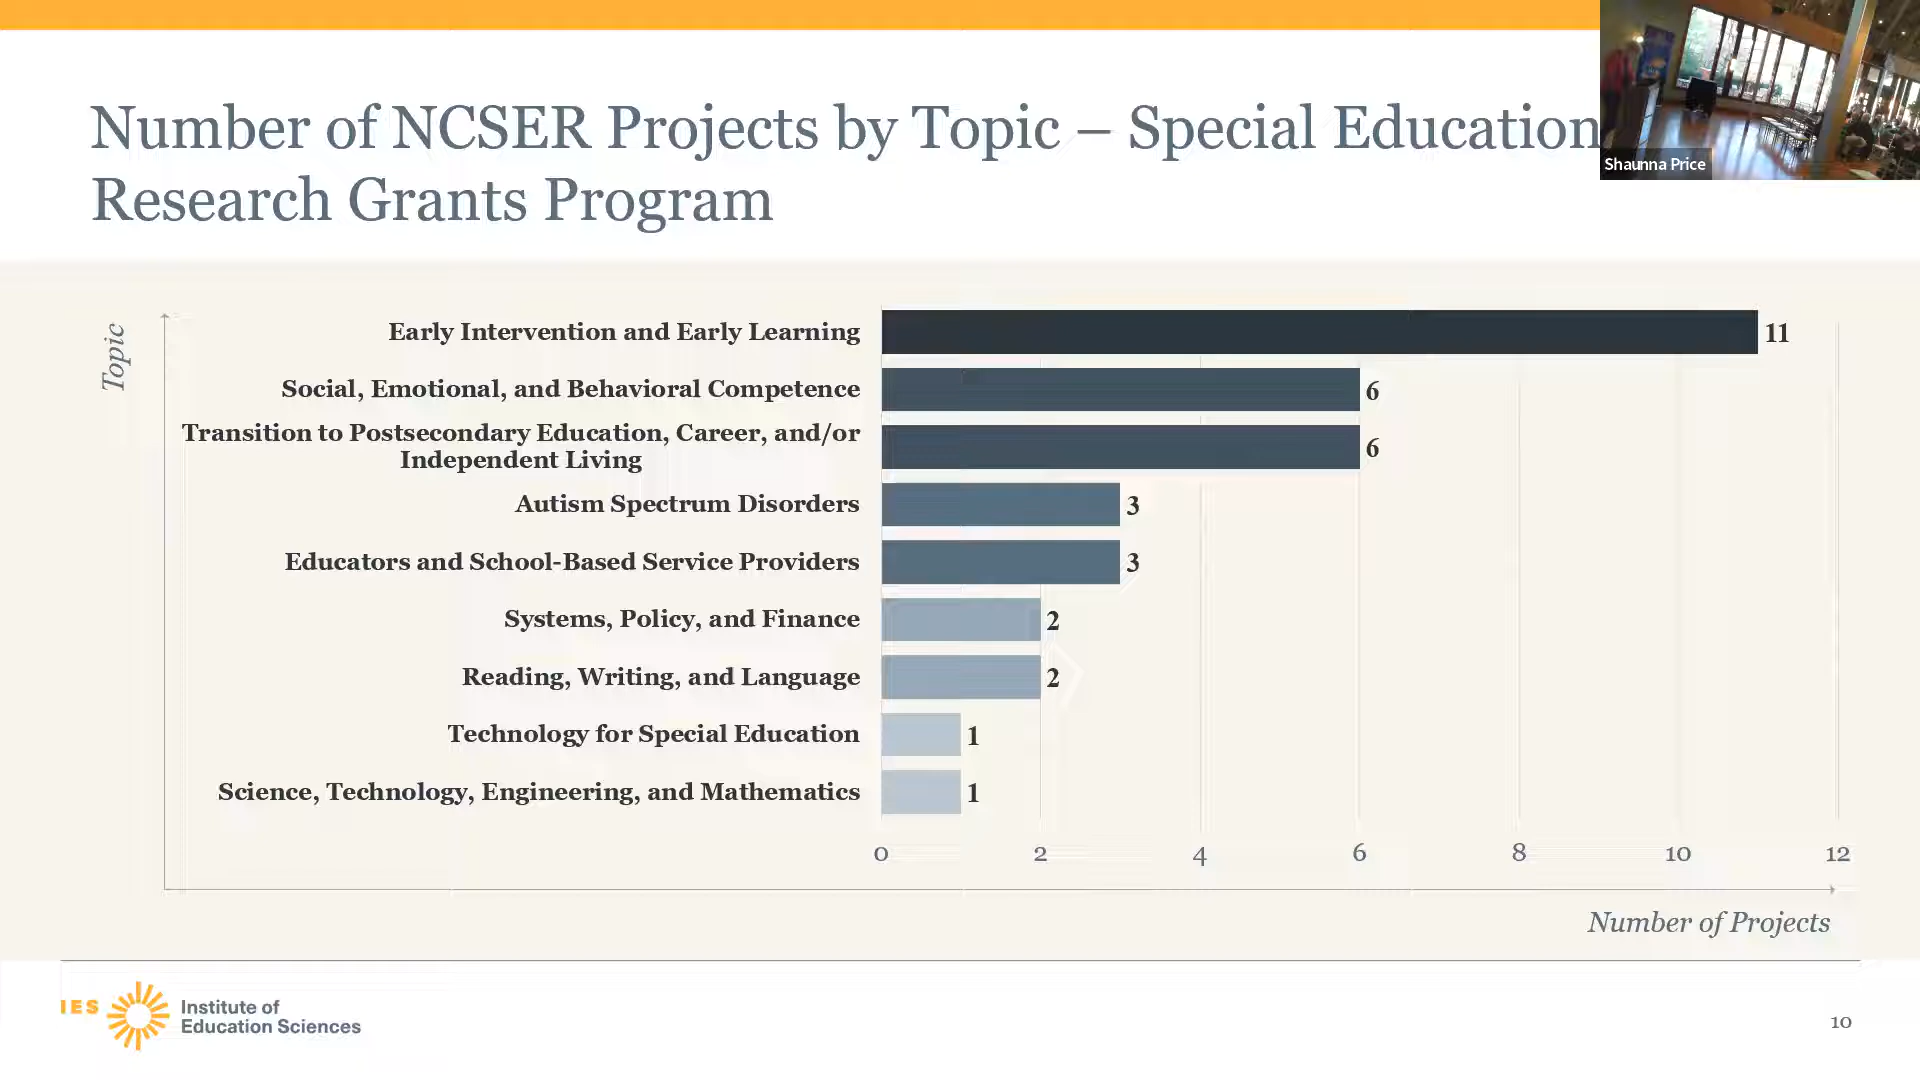 Number of NCSER Projects by Topic – Special Education
Research Grants Program
Shaunna Price
Topic
Early Intervention and Early Learning
11
Social, Emotional, and Behavioral Competence
6
Transition to Postsecondary Education, Career, and/or
Independent Living
6
Autism Spectrum Disorders
3
Educators and School-Based Service Providers
3
Systems, Policy, and Finance
2
Reading, Writing, and Language
2
Technology for Special Education
1
Science, Technology, Engineering, and Mathematics
1
0 2 4 6 8 10 12
Number of Projects
IES
Institute of
Education Sciences
10